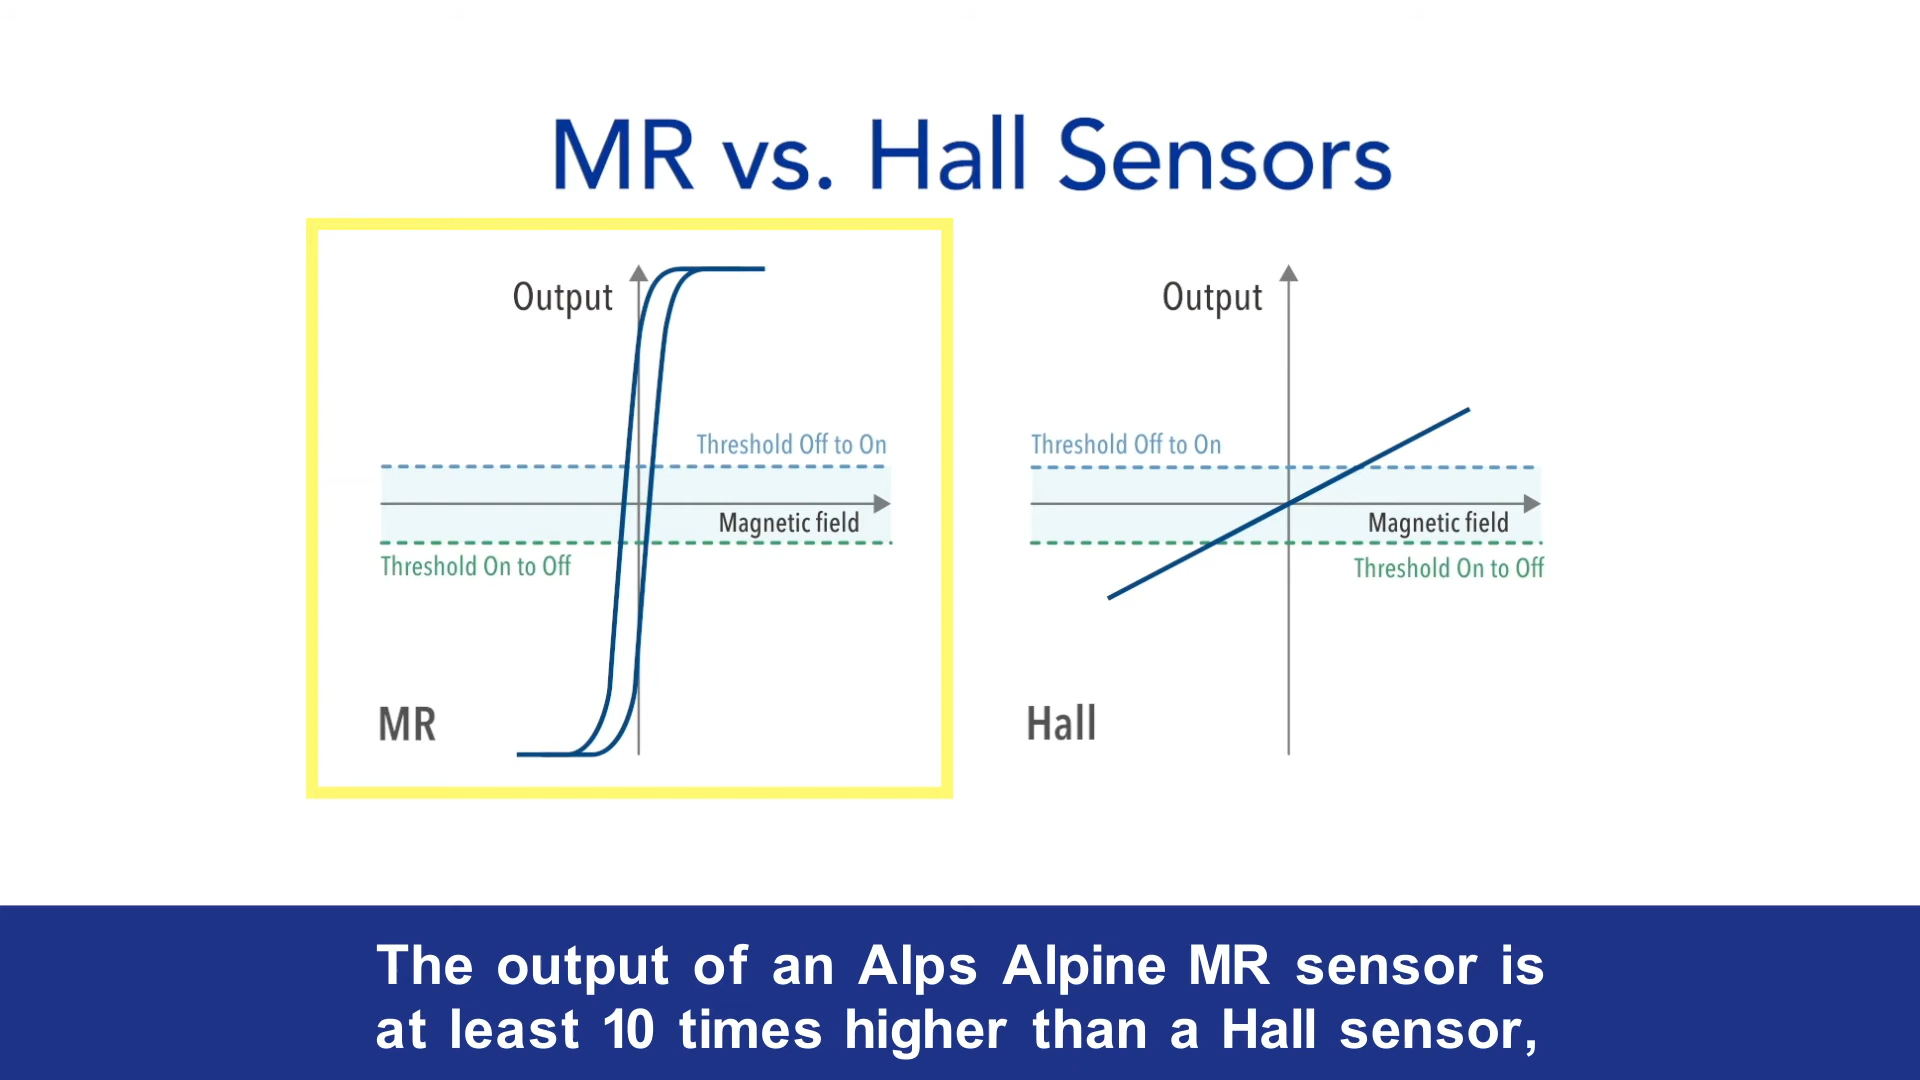 MR vs. Hall Sensors
Output
Threshold Off to On
Magnetic field
Threshold On to Off
MR
Output
Threshold Off to On
Magnetic field
Threshold On to Off
Hall
The output of an Alps Alpine MR sensor is
at least 10 times higher than a Hall sensor,